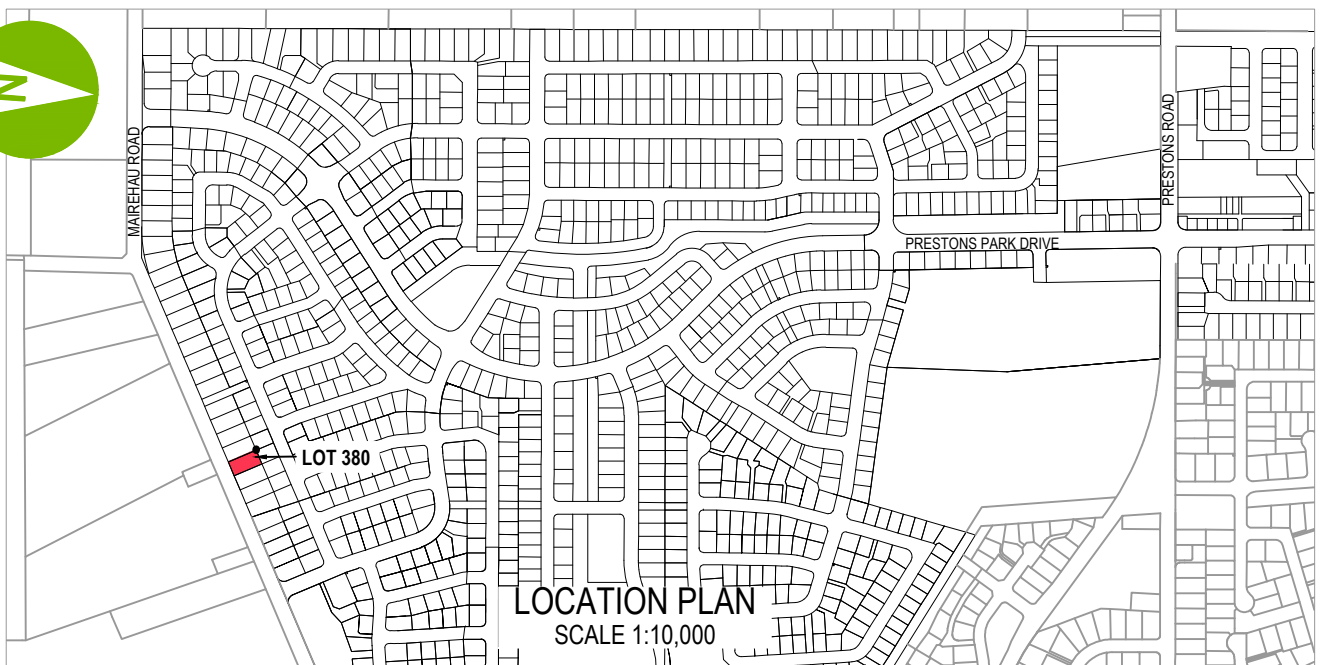 N
MAIREHAU ROAD
PRESTONS ROAD
PRESTONS PARK DRIVE
LOT 380
LOCATION PLAN
SCALE 1:10,000